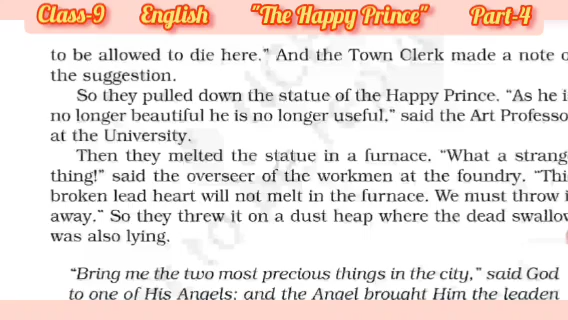 Class-9 English "The Happy Prince" Part-4
to be allowed to die here." And the Town Clerk made a note o
the suggestion.
So they pulled down the statue of the Happy Prince. "As he i
no longer beautiful he is no longer useful," said the Art Professo
at the University.
Then they melted the statue in a furnace. "What a strang
thing!" said the overseer of the workmen at the foundry. "Thi
broken lead heart will not melt in the furnace. We must throw i
away." So they threw it on a dust heap where the dead swallow
was also lying.
"Bring me the two most precious things in the city," said God
to one of His Angels; and the Angel brought Him the leaden